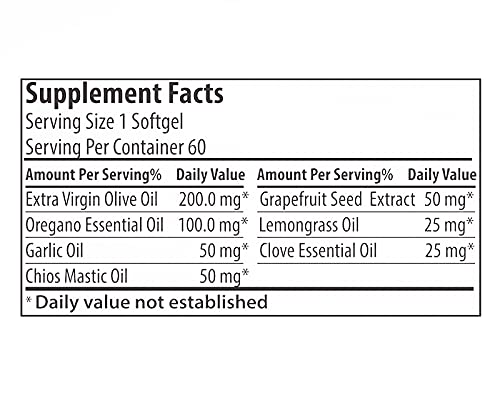 Supplement Facts
Serving Size 1 Softgel
Serving Per Container 60
Amount Per Serving% Daily Value
Extra Virgin Olive Oil 200.0 mg*
Oregano Essential Oil 100.0 mg*
Garlic Oil 50 mg*
Chios Mastic Oil 50 mg*
Amount Per Serving% Daily Value
Grapefruit Seed Extract 50 mg*
Lemongrass Oil 25 mg*
Clove Essential Oil 25 mg*
* Daily value not established